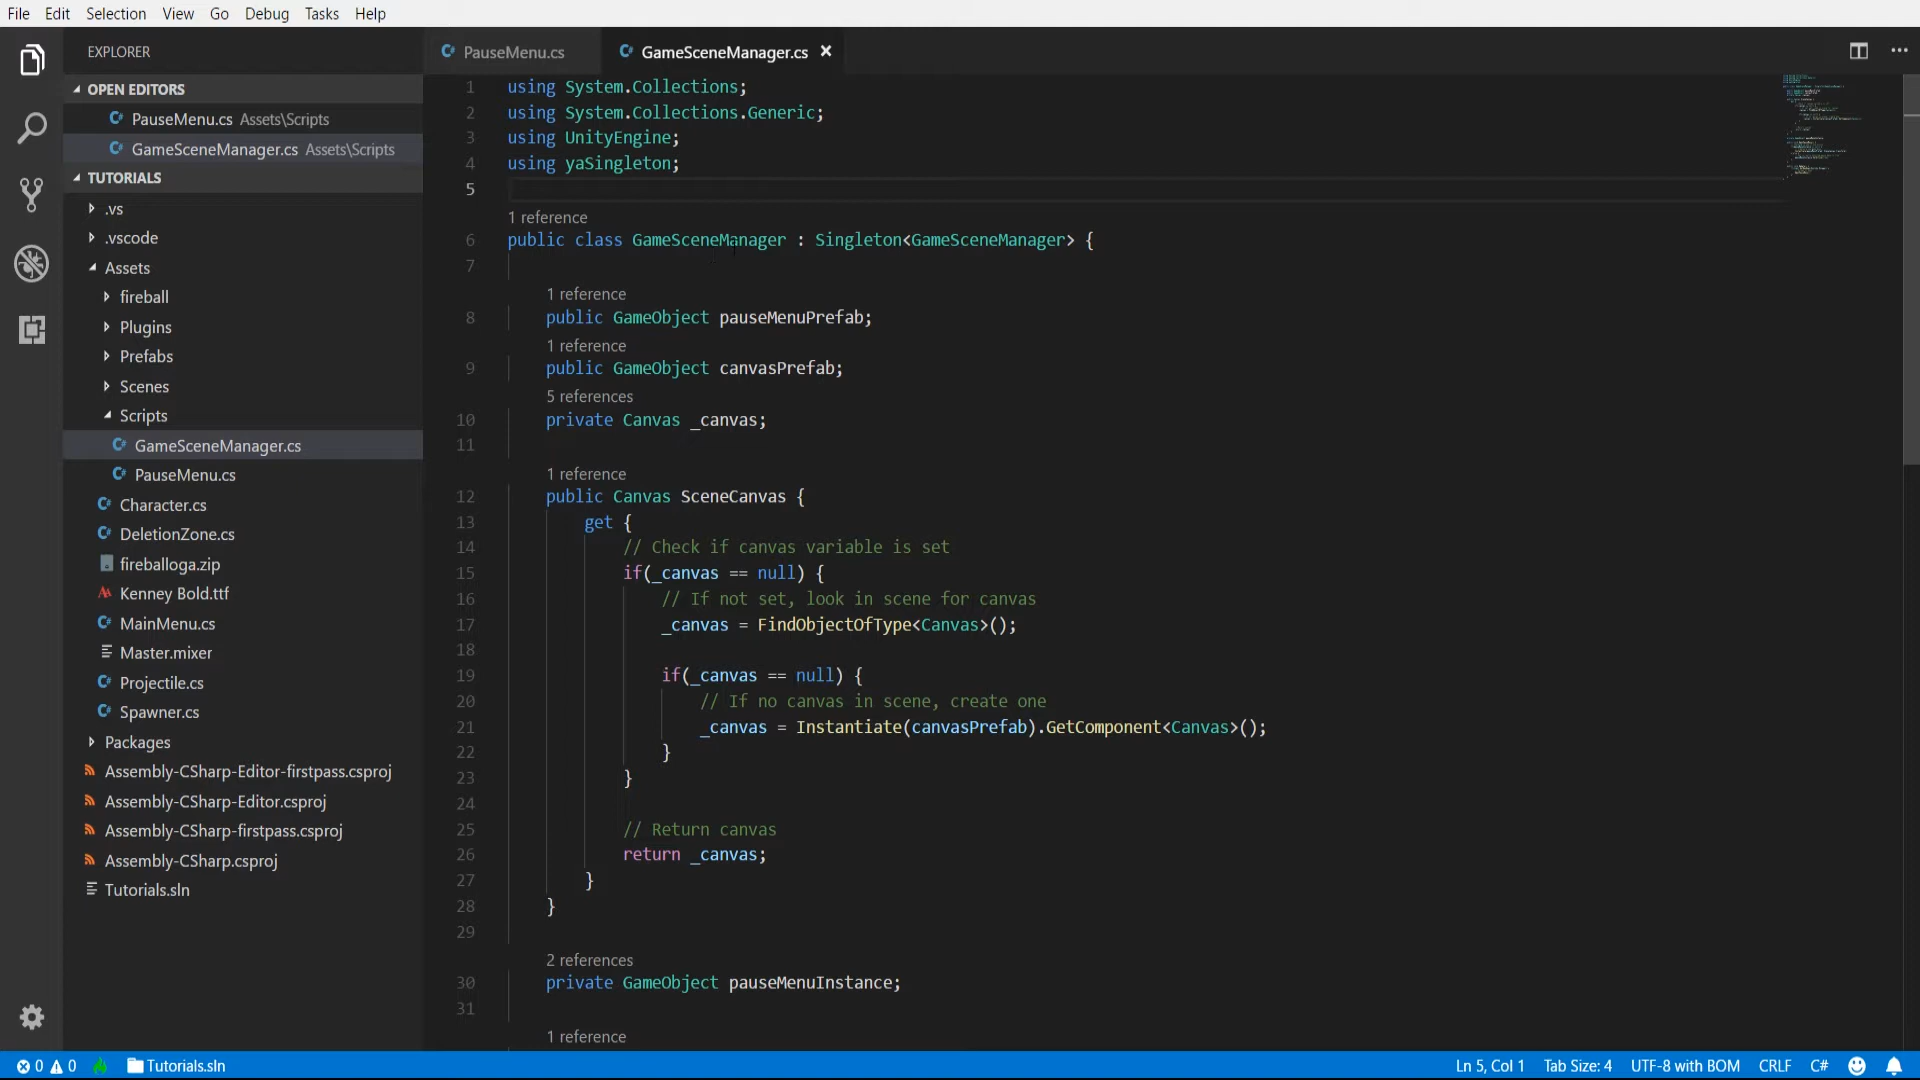 File Edit Selection View Go Debug Tasks Help
EXPLORER
OPEN EDITORS
PauseMenu.cs Assets\Scripts
GameSceneManager.cs Assets\Scripts
TUTORIALS
.vs
.vscode
Assets
fireball
Plugins
Prefabs
Scenes
Scripts
GameSceneManager.cs
PauseMenu.cs
Character.cs
DeletionZone.cs
fireballoga.zip
Kenney Bold.ttf
MainMenu.cs
Master.mixer
Projectile.cs
Spawner.cs
Packages
Assembly-CSharp-Editor-firstpass.csproj
Assembly-CSharp-Editor.csproj
Assembly-CSharp-firstpass.csproj
Assembly-CSharp.csproj
Tutorials.sln
PauseMenu.cs GameSceneManager.cs
1 using System.Collections;
2 using System.Collections.Generic;
3 using UnityEngine;
4 using yaSingleton;
5
1 reference
6 public class GameSceneManager : Singleton<GameSceneManager> {
7
1 reference
8 public GameObject pauseMenuPrefab;
1 reference
9 public GameObject canvasPrefab;
5 references
10 private Canvas _canvas;
11
1 reference
12 public Canvas SceneCanvas {
13 get {
14 // Check if canvas variable is set
15 if(_canvas == null) {
16 // If not set, look in scene for canvas
17 _canvas = FindObjectOfType<Canvas>();
18
19 if(_canvas == null) {
20 // If no canvas in scene, create one
21 _canvas = Instantiate(canvasPrefab).GetComponent<Canvas>();
22 }
23 }
24
25 // Return canvas
26 return _canvas;
27 }
28 }
29
2 references
30 private GameObject pauseMenuInstance;
31
1 reference
0 0 Tutorials.sln Ln 5, Col 1 Tab Size: 4 UTF-8 with BOM CRLF C#